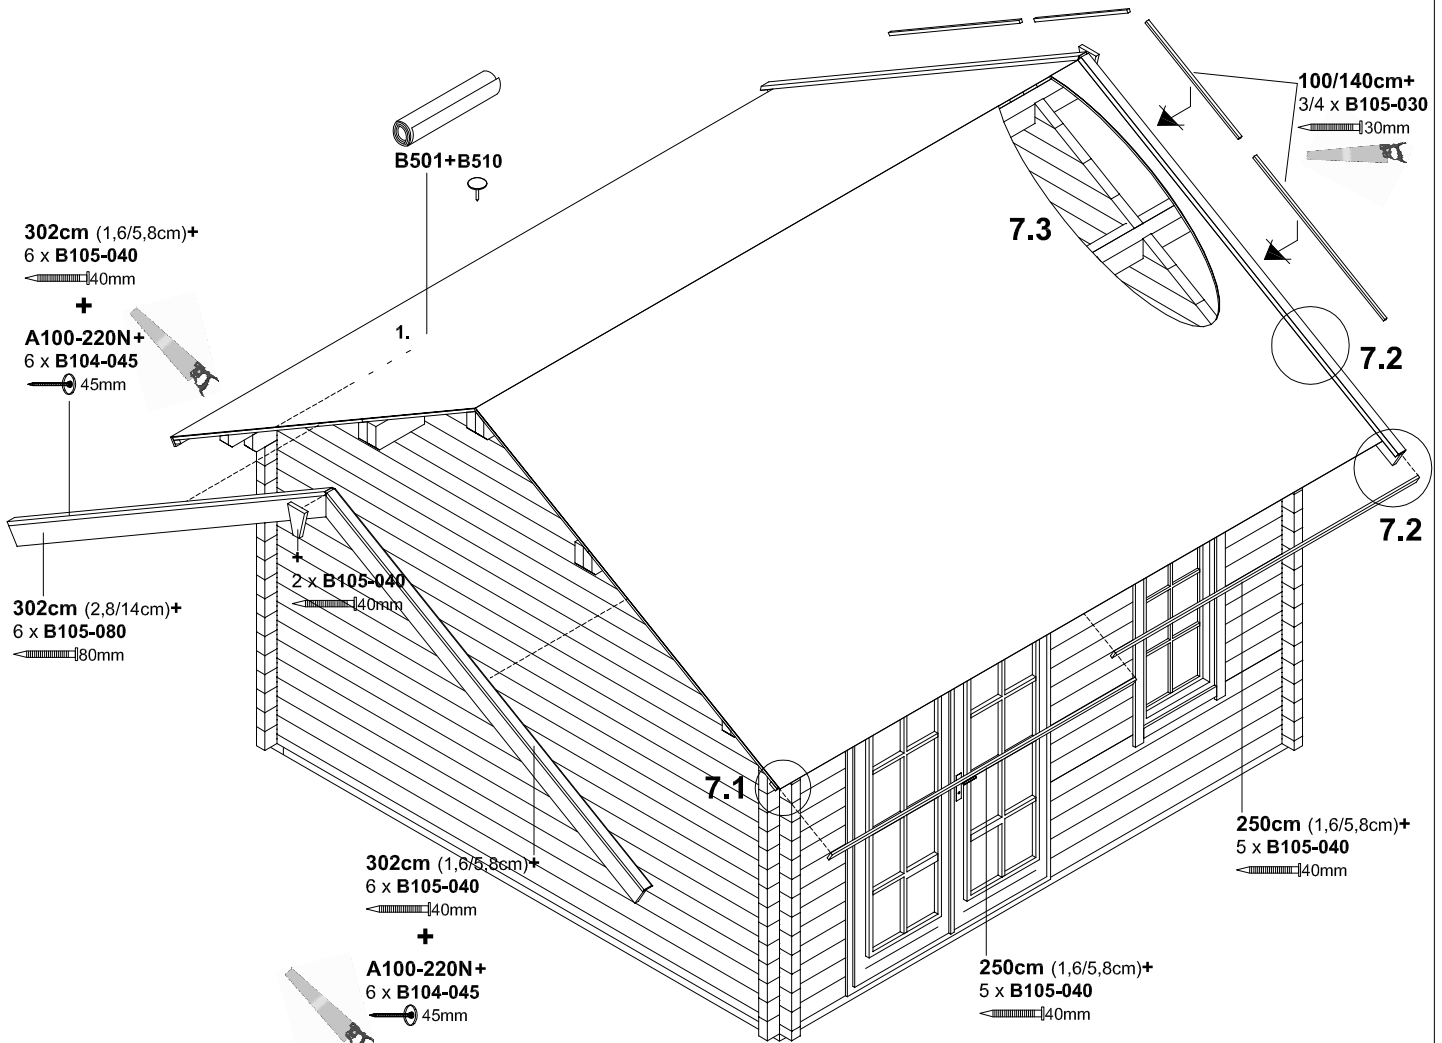 100/140cm+
3/4 x B105-030
30mm
B501+B510
302cm (1,6/5,8cm)+
6 x B105-040
40mm
+
A100-220N+
6 x B104-045
45mm
1.
7.3
7.2
7.2
+
2 x B105-040
40mm
302cm (2,8/14cm)+
6 x B105-080
80mm
7.1
302cm (1,6/5,8cm)+
6 x B105-040
40mm
+
A100-220N+
6 x B104-045
45mm
250cm (1,6/5,8cm)+
5 x B105-040
40mm
250cm (1,6/5,8cm)+
5 x B105-040
40mm